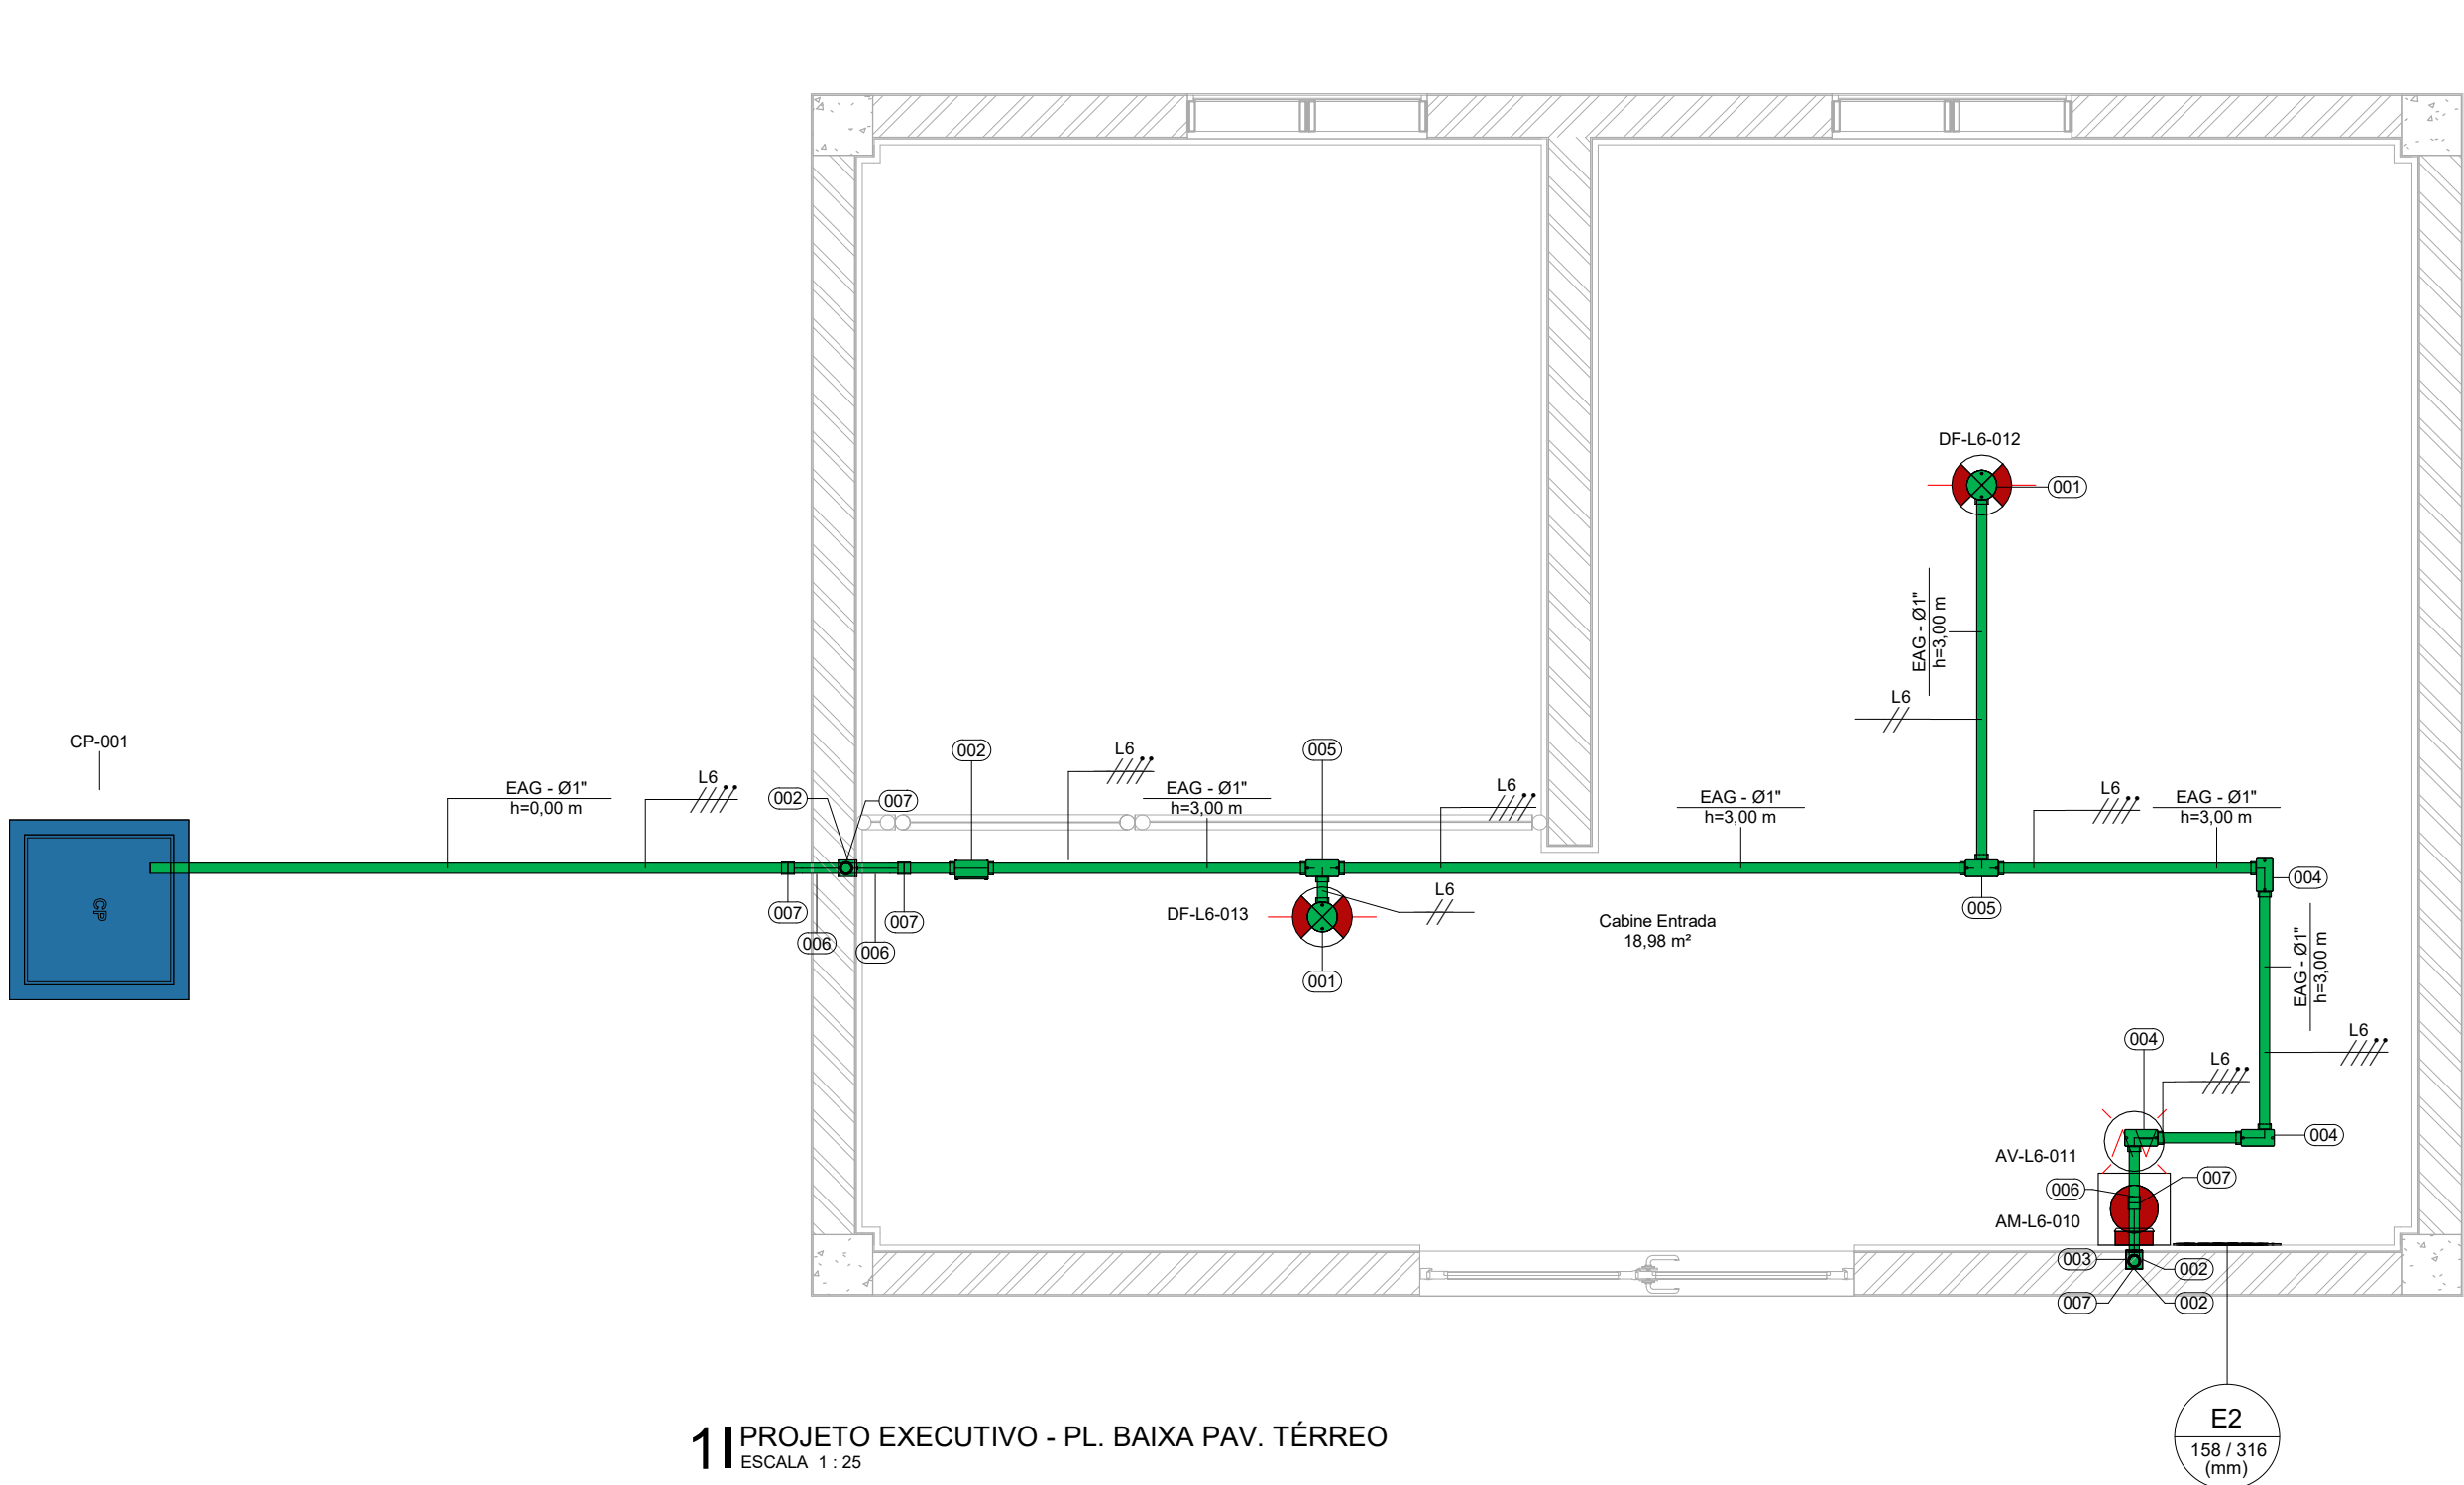 DF-L6-012
001
EAG - Ø1"
h=3,00 m
L6
CP-001
EAG - Ø1"
h=0,00 m
L6
002
007
002
L6
EAG - Ø1"
h=3,00 m
005
L6
EAG - Ø1"
h=3,00 m
L6
EAG - Ø1"
h=3,00 m
004
CP
007
006
006
007
DF-L6-013
L6
001
Cabine Entrada
18,98 m²
005
EAG - Ø1"
h=3,00 m
L6
004
L6
004
AV-L6-011
006
007
AM-L6-010
003
002
007
002
E2
158 / 316
(mm)
1 PROJETO EXECUTIVO - PL. BAIXA PAV. TÉRREO
ESCALA 1 : 25